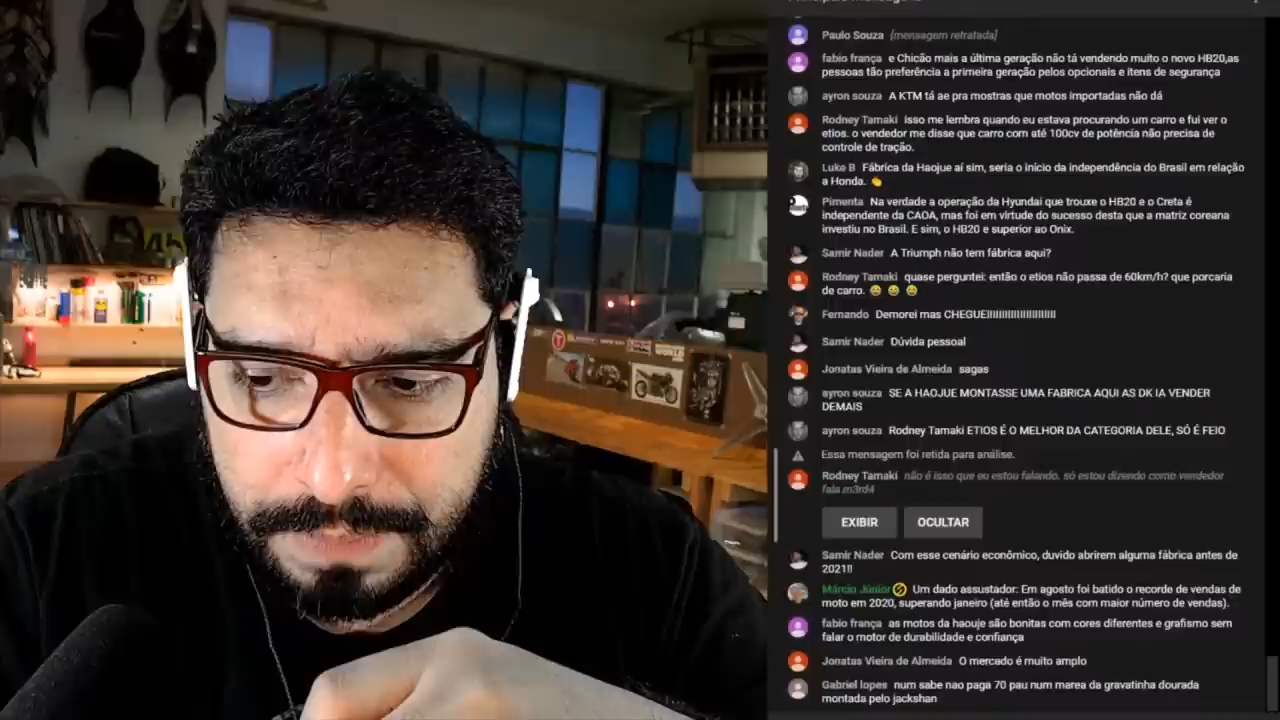 Paulo Souza [mensagem retratada]
fabio frança e Chicão mais a última geração não tá vendendo muito o novo HB20,as
pessoas tão preferência a primeira geração pelos opcionais e itens de segurança
ayron souza A KTM tá ae pra mostras que motos importadas não dá
Rodney Tamaki isso me lembra quando eu estava procurando um carro e fui ver o
etios. o vendedor me disse que carro com até 100cv de potência não precisa de
controle de tração.
Luke B Fábrica da Haojue aí sim, seria o início da independência do Brasil em relação
a Honda. 👏
Pimenta Na verdade a operação da Hyundai que trouxe o HB20 e o Creta é
independente da CAOA, mas foi em virtude do sucesso desta que a matriz coreana
investiu no Brasil. E sim, o HB20 e superior ao Onix.
Samir Nader A Triumph não tem fábrica aqui?
Rodney Tamaki quase perguntei: então o etios não passa de 60km/h? que porcaria
de carro. 😅 😅 😅
Fernando Demorei mas CHEGUEIIIIIIIIIIIIIIIIIIIIIII
Samir Nader Dúvida pessoal
Jonatas Vieira de Almeida sagas
ayron souza SE A HAOJUE MONTASSE UMA FABRICA AQUI AS DK IA VENDER
DEMAIS
ayron souza Rodney Tamaki ETIOS É O MELHOR DA CATEGORIA DELE, SÓ É FEIO
Essa mensagem foi retida para análise.
Rodney Tamaki não é isso que eu estou falando. só estou dizendo como vendedor
fala m3rd4
EXIBIR OCULTAR
Samir Nader Com esse cenário econômico, duvido abrirem alguma fábrica antes de
2021!!
Márcio Júnior Um dado assustador: Em agosto foi batido o recorde de vendas de
moto em 2020, superando janeiro (até então o mês com maior número de vendas).
fabio frança as motos da haouje são bonitas com cores diferentes e grafismo sem
falar o motor de durabilidade e confiança
Jonatas Vieira de Almeida O mercado é muito amplo
Gabriel lopes num sabe nao paga 70 pau num marea da gravatinha dourada
montada pelo jackshan